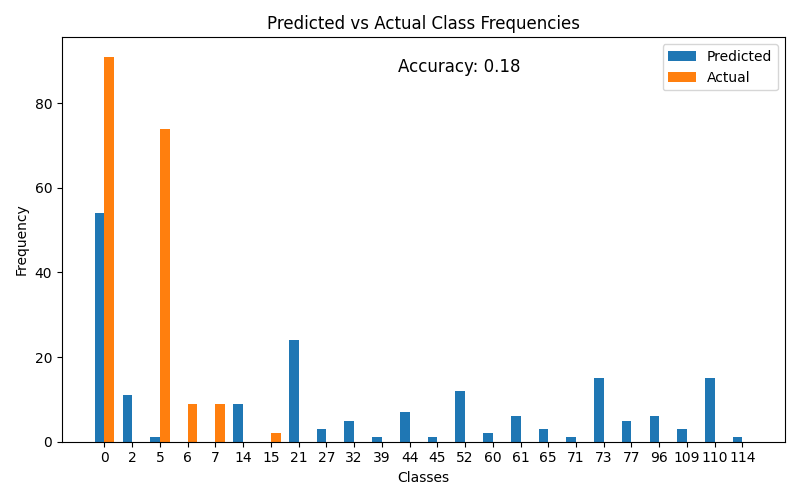 Predicted vs Actual Class Frequencies
Accuracy: 0.18
Predicted
Actual
Frequency
80
60
40
20
0
0 2 5 6 7 14 15 21 27 32 39 44 45 52 60 61 65 71 73 77 96 109 110 114
Classes